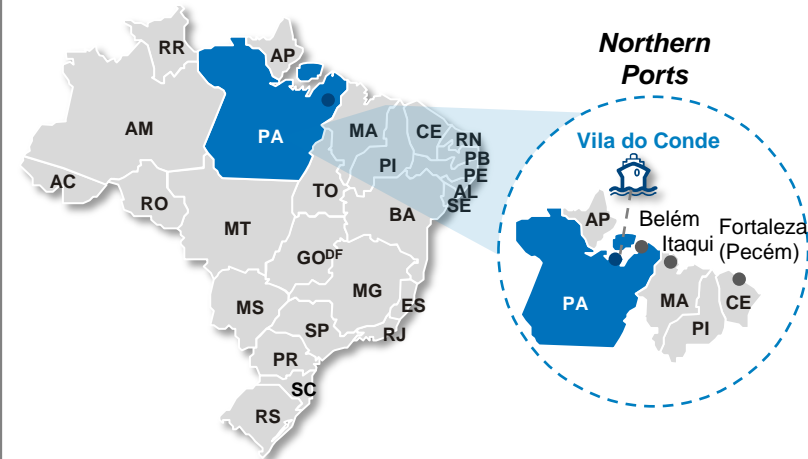 RR
AP
AM
PA
MA
CE
RN
PB
PE
AL
SE
PI
AC
RO
TO
BA
MT
GO DF
MG
ES
MS
SP
RJ
PR
SC
RS
Northern
Ports
Vila do Conde
AP
Belém
Itaqui
Fortaleza
(Pecém)
PA
MA
CE
PI